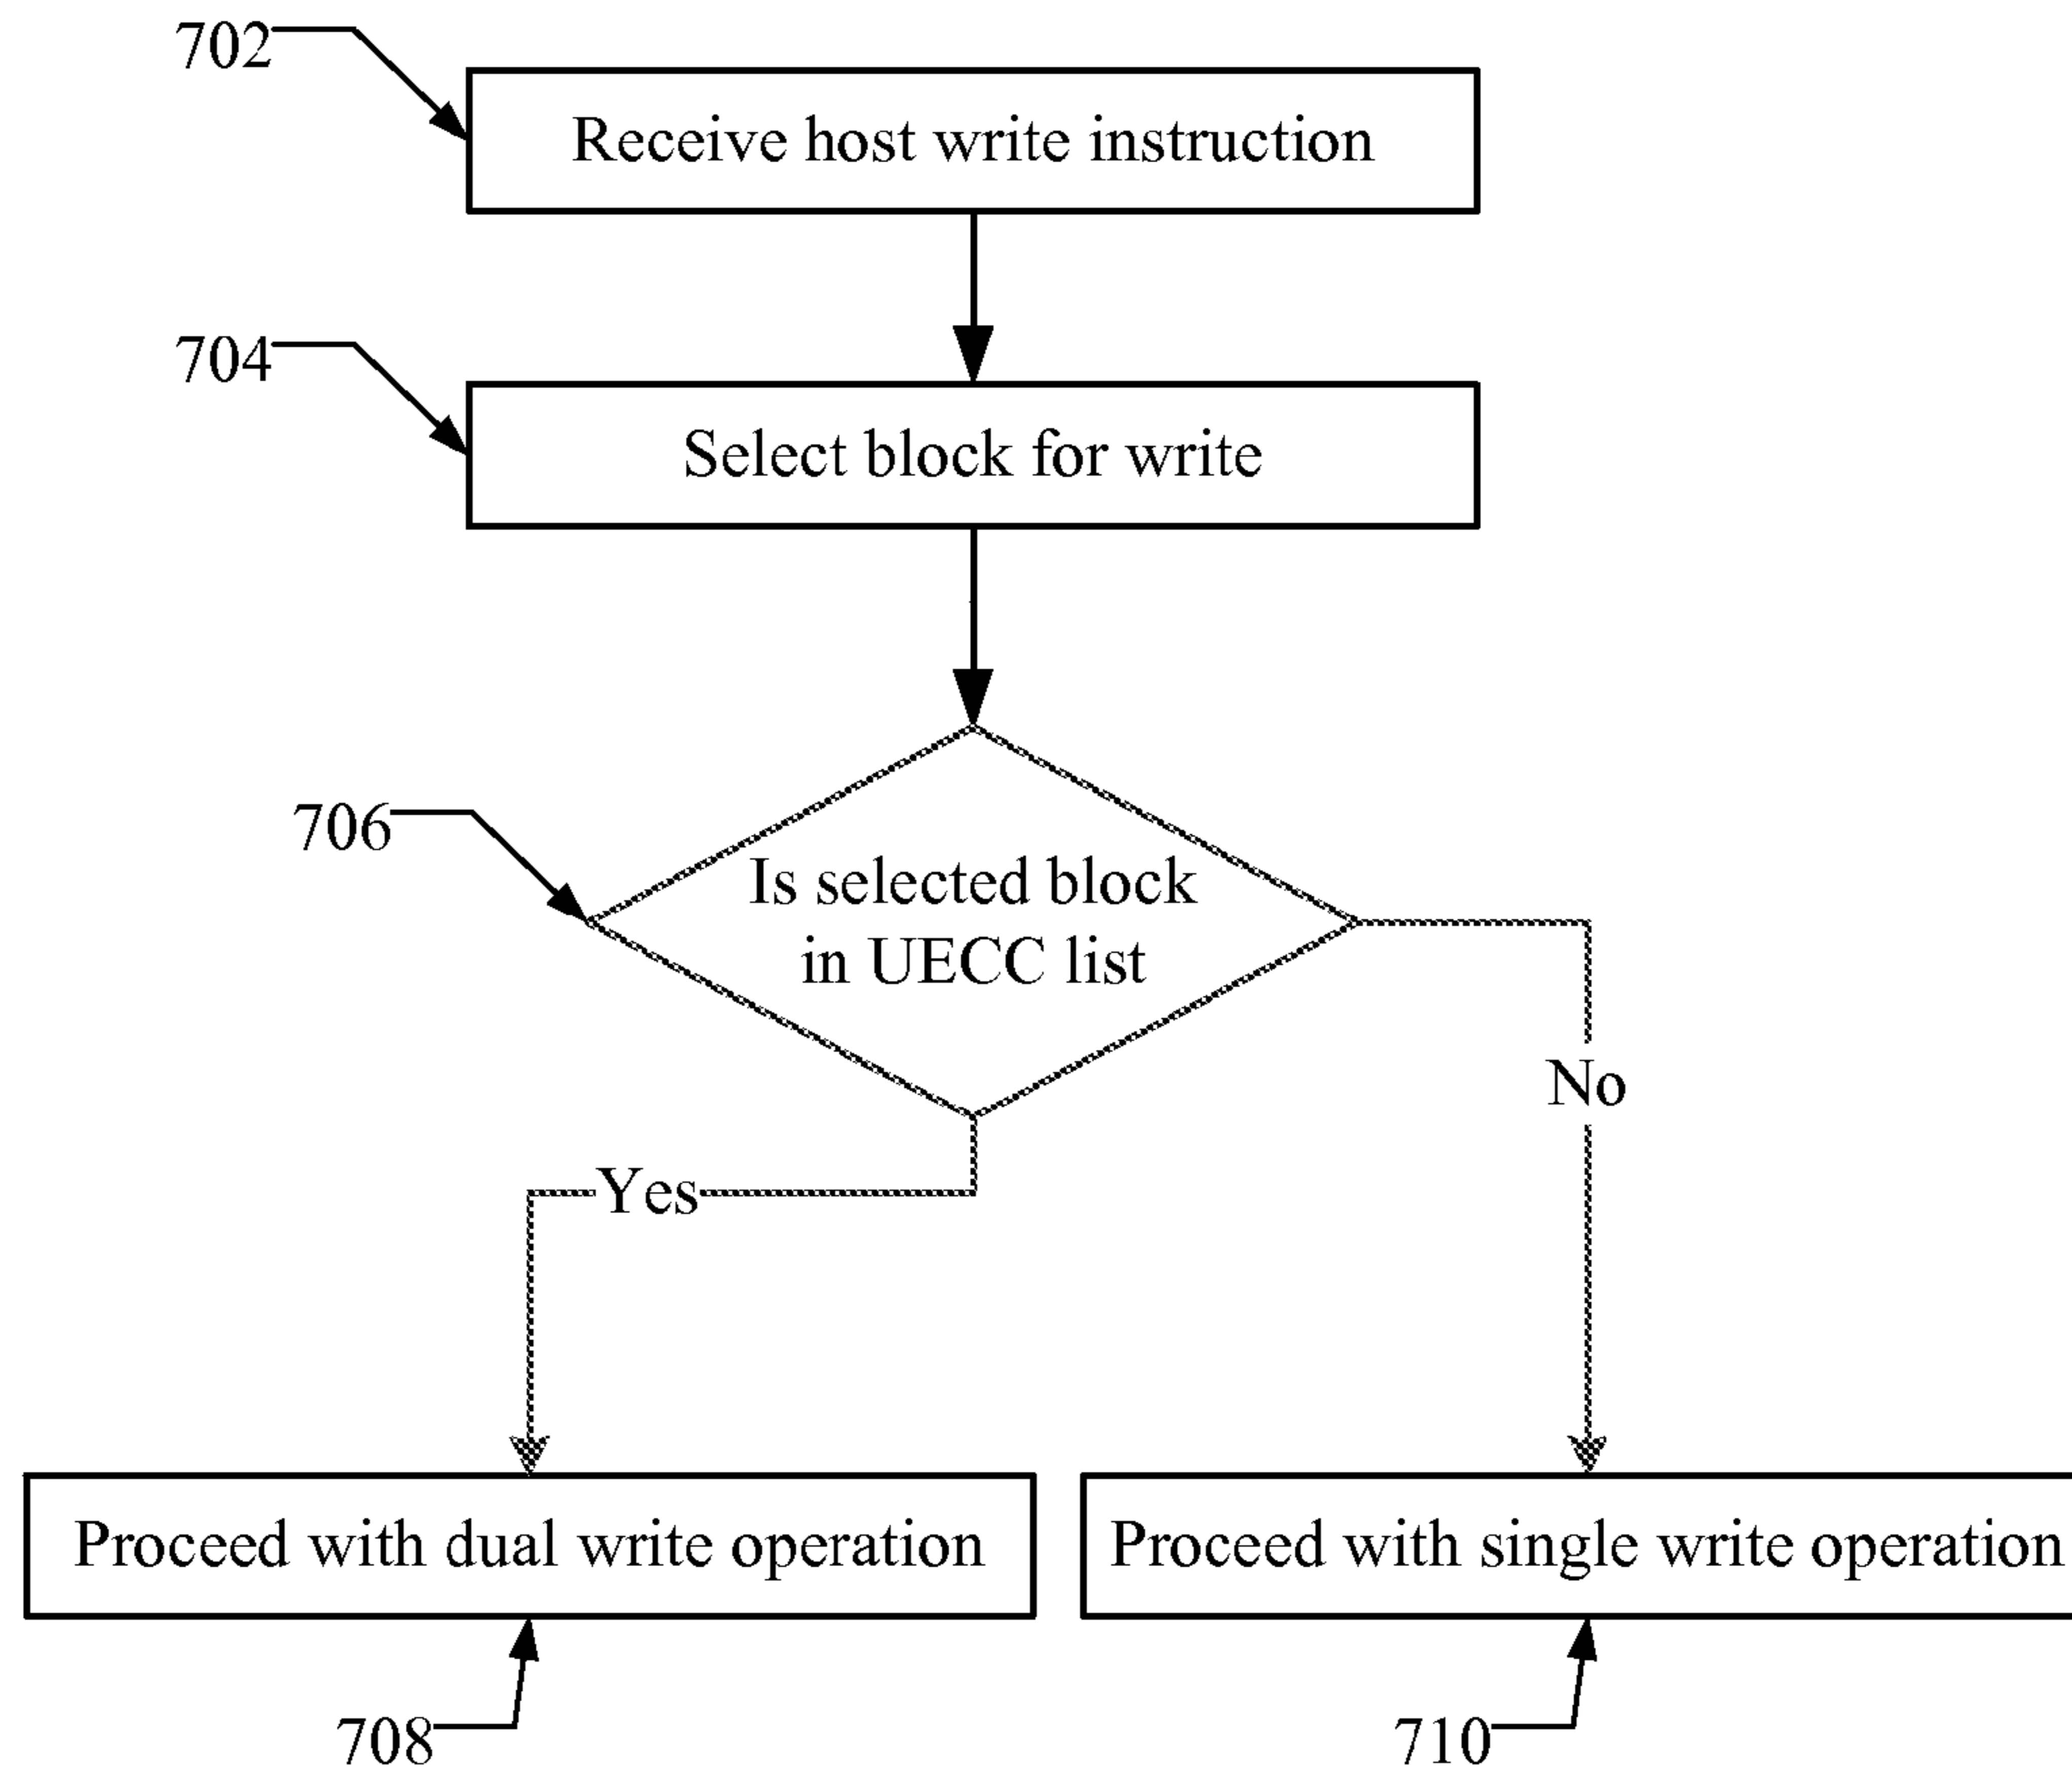 702
Receive host write instruction
704
Select block for write
706
Is selected block
in UECC list
No
Yes
Proceed with dual write operation
Proceed with single write operation
708
710